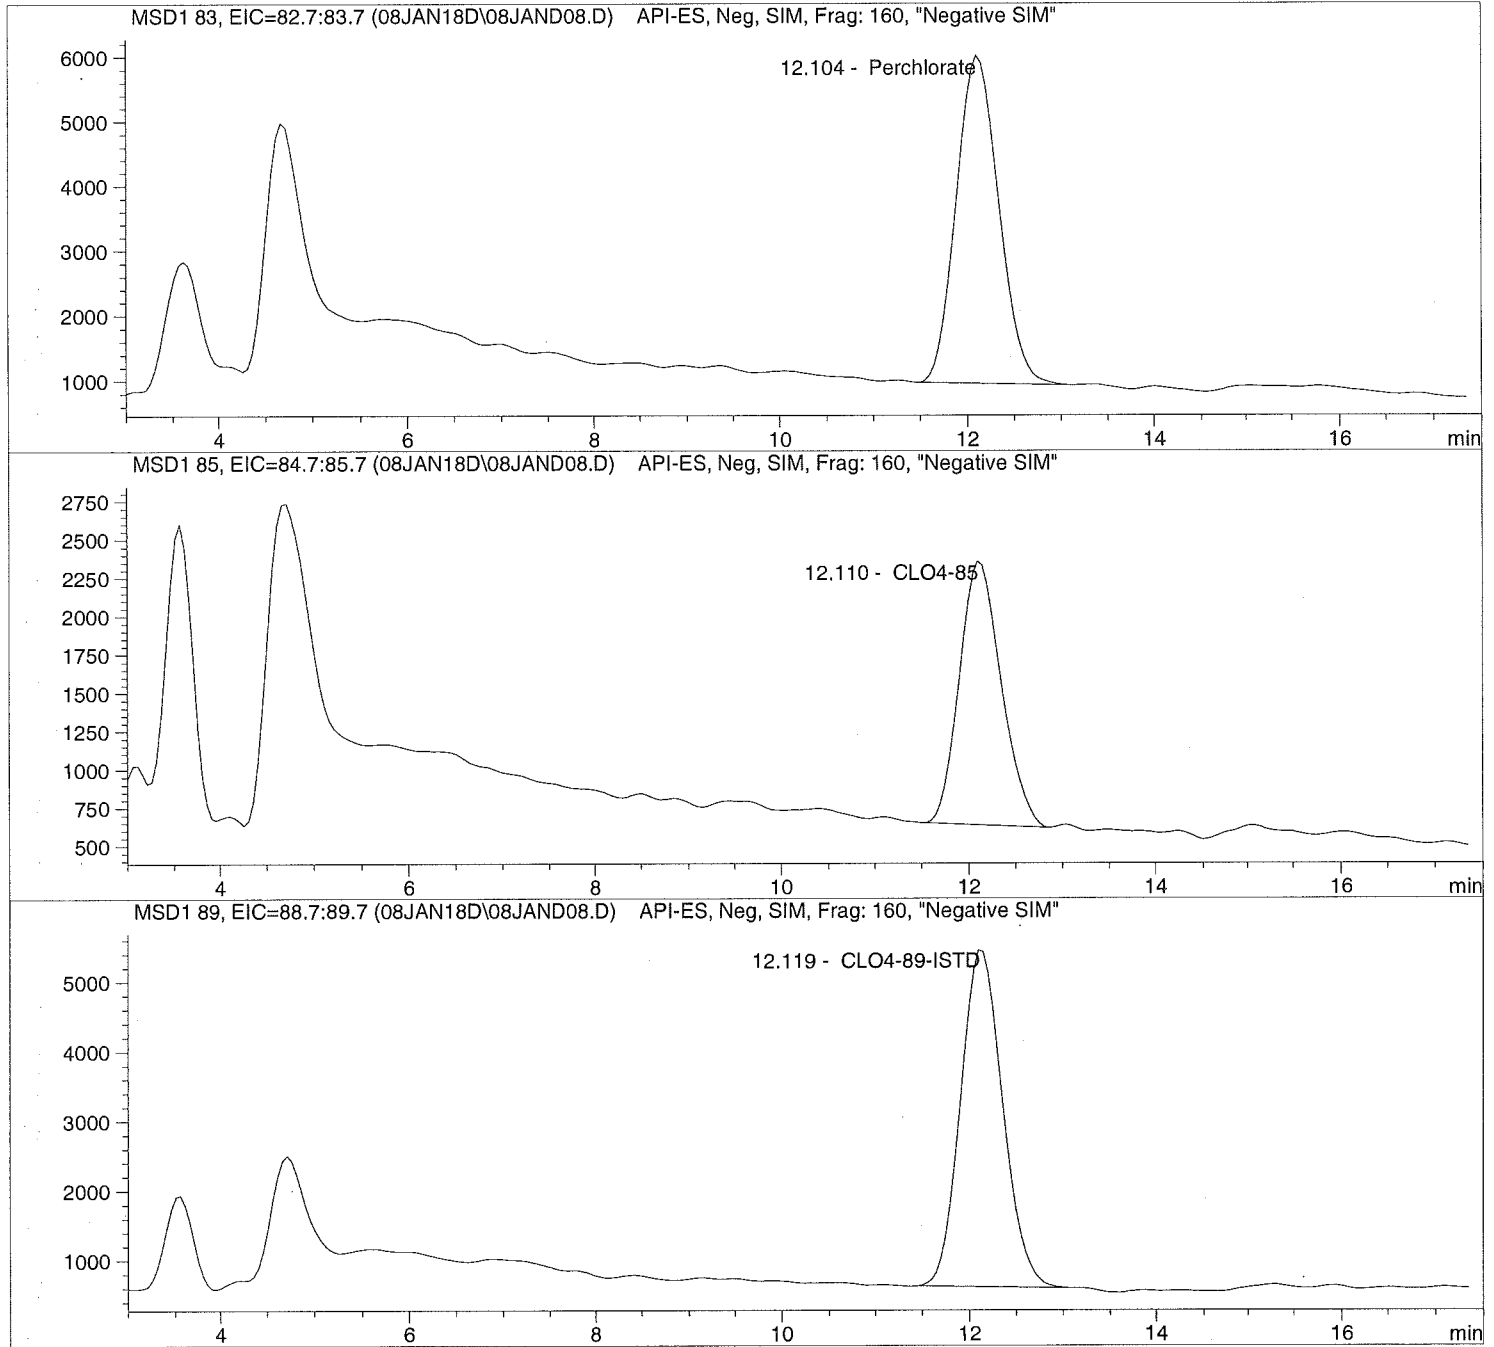 MSD1 83, EIC=82.7:83.7 (08JAN18D\08JAND08.D) API-ES, Neg, SIM, Frag: 160, "Negative SIM"
12.104 - Perchlorate
6000
5000
4000
3000
2000
1000
4 6 8 10 12 14 16 min
MSD1 85, EIC=84.7:85.7 (08JAN18D\08JAND08.D) API-ES, Neg, SIM, Frag: 160, "Negative SIM"
12.110 - CLO4-85
2750
2500
2250
2000
1750
1500
1250
1000
750
500
4 6 8 10 12 14 16 min
MSD1 89, EIC=88.7:89.7 (08JAN18D\08JAND08.D) API-ES, Neg, SIM, Frag: 160, "Negative SIM"
12.119 - CLO4-89-ISTD
5000
4000
3000
2000
1000
4 6 8 10 12 14 16 min